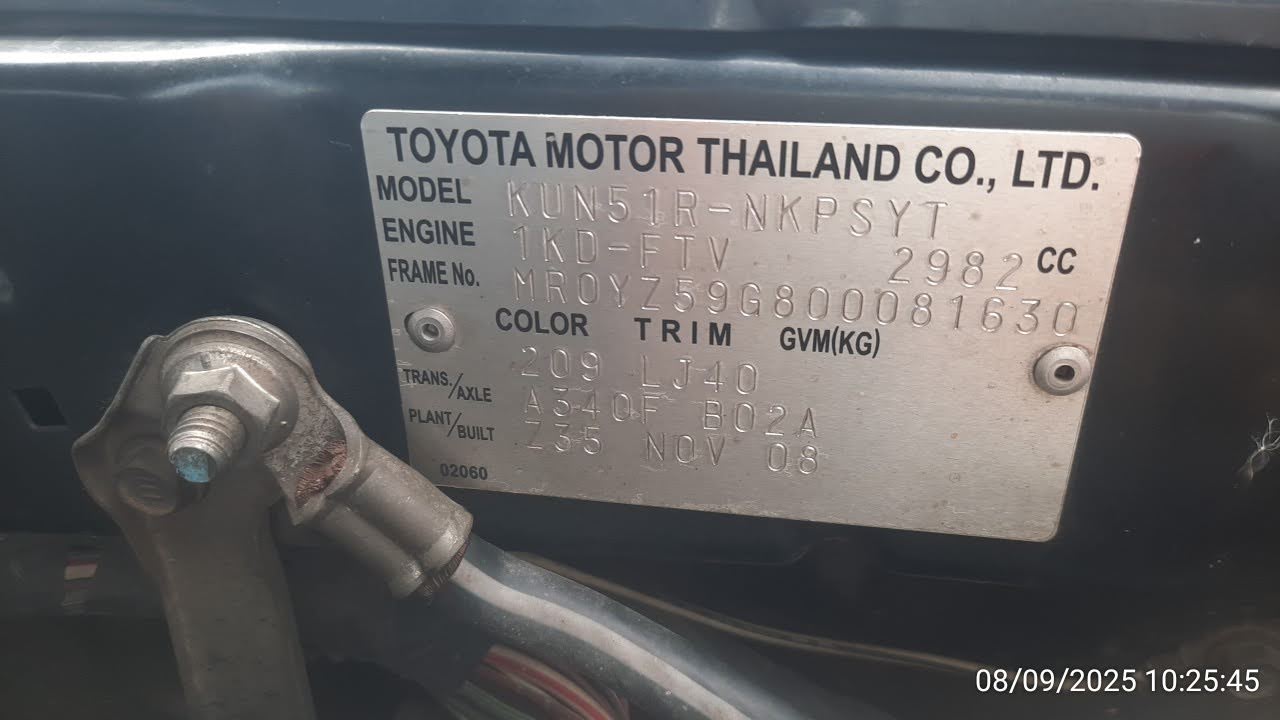 TOYOTA MOTOR THAILAND CO., LTD.
MODEL KUN51R-NKPSYT
ENGINE 1KD-FTV 2982 CC
FRAME No. MR0YZ59G800081630
COLOR TRIM GVM(KG)
209 LJ40
TRANS./AXLE A340F B02A
PLANT/BUILT Z35 NOV 08
02060
08/09/2025 10:25:45